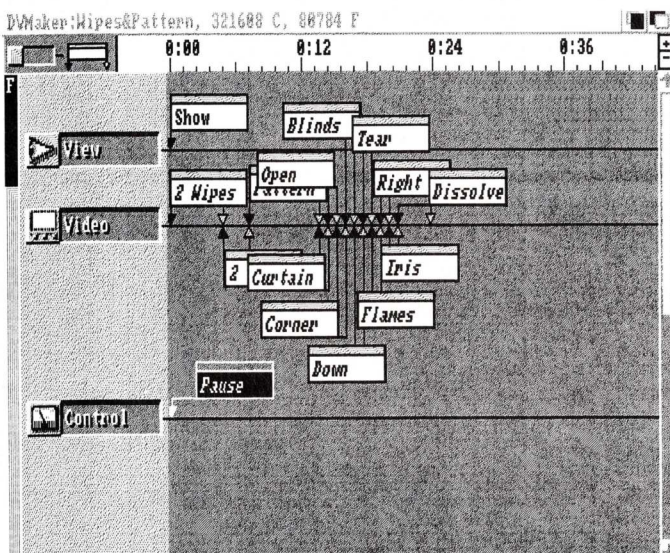 DVMaker:Wipes&Pattern, 321608 C, 80784 F
0:00 0:12 0:24 0:36
F
Show
Blinds
Tear
View
Open
2 Wipes
Pattern
Right
Dissolve
Video
2
Curtain
Iris
Corner
Flames
Down
Pause
Control